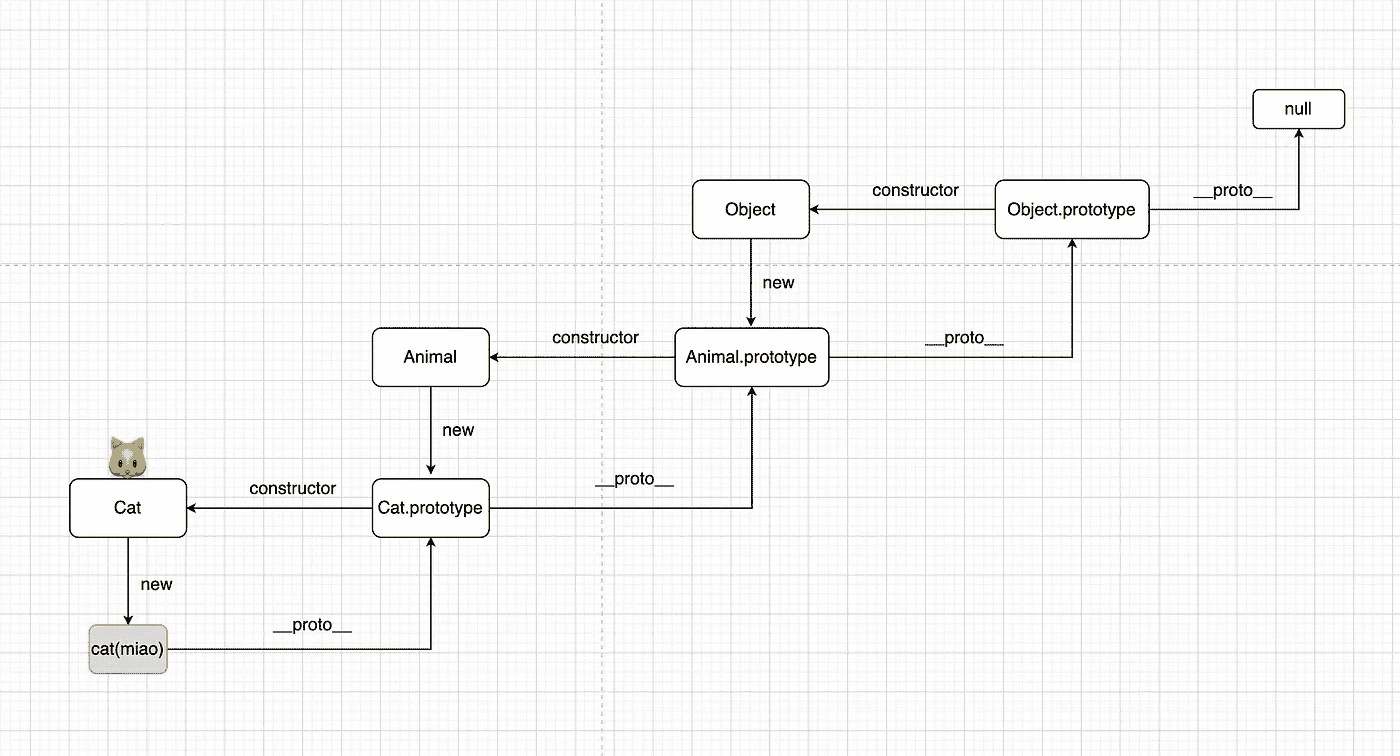 null
constructor
__proto__
Object
Object.prototype
new
constructor
__proto__
Animal
Animal.prototype
new
__proto__
constructor
Cat
Cat.prototype
new
__proto__
cat(miao)